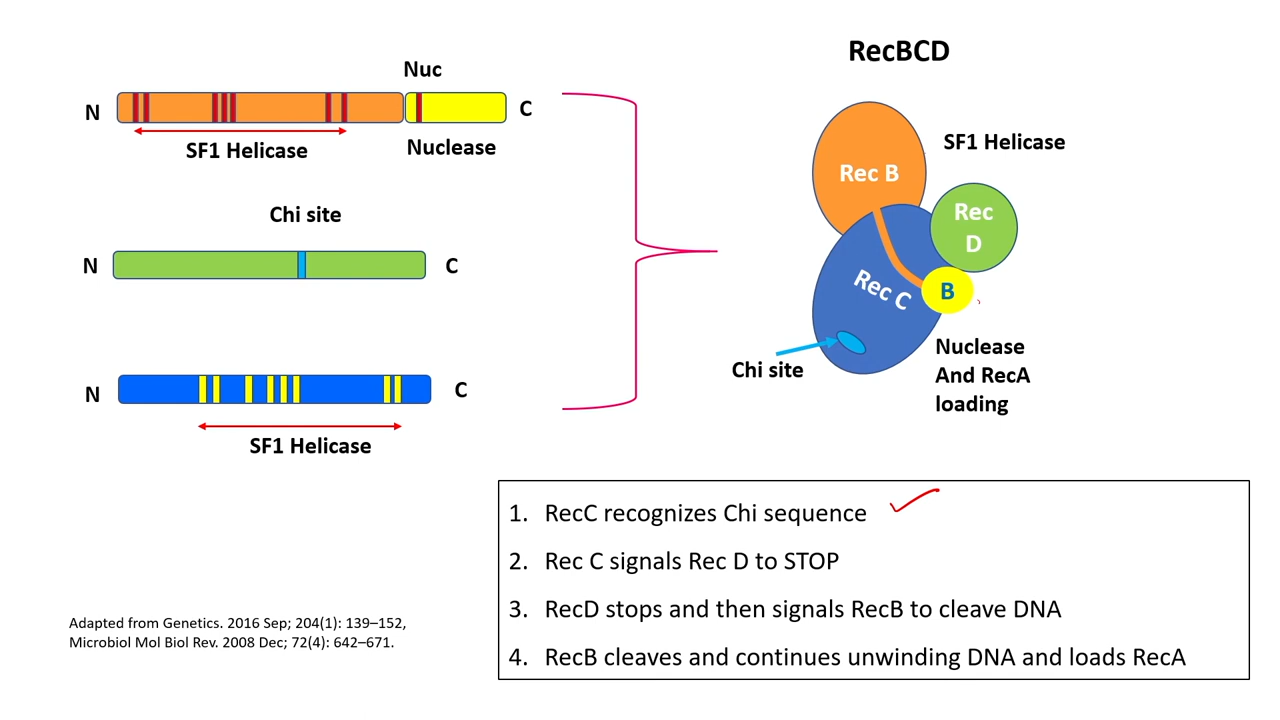 RecBCD
Nuc
N
C
SF1 Helicase
Nuclease
Chi site
N
C
N
C
SF1 Helicase
Rec B
SF1 Helicase
Rec
D
Rec C
B
Chi site
Nuclease
And RecA
loading
1. RecC recognizes Chi sequence
2. Rec C signals Rec D to STOP
3. RecD stops and then signals RecB to cleave DNA
4. RecB cleaves and continues unwinding DNA and loads RecA
Adapted from Genetics. 2016 Sep; 204(1): 139–152,
Microbiol Mol Biol Rev. 2008 Dec; 72(4): 642–671.